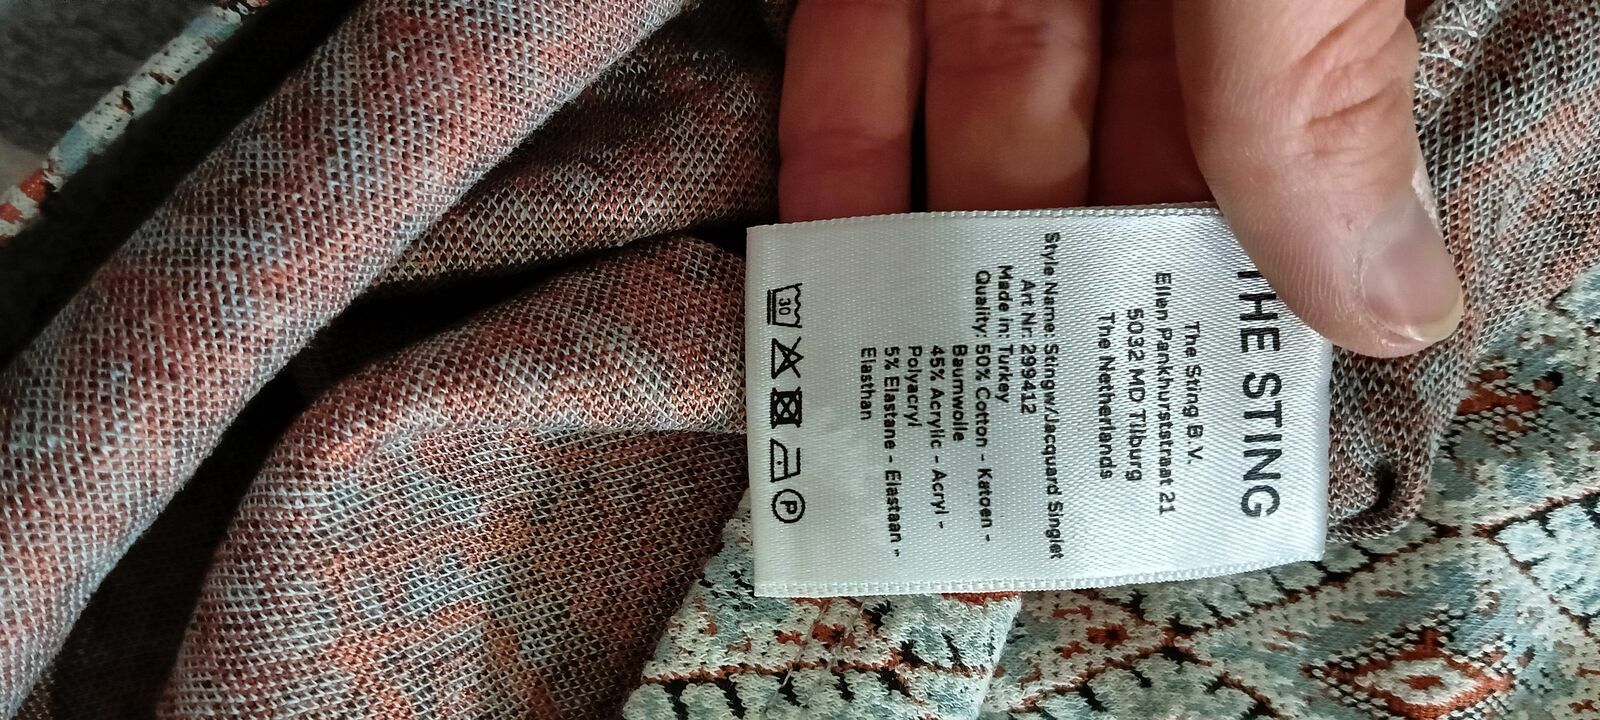 THE STING
The Sting B.V.
Ellen Pankhurststraat 21
5032 MD Tilburg
The Netherlands
Style Name: Stingw/Jacquard Singlet
Art Nr. 299412
Made in: Turkey
Quality: 50% Cotton - Katoen -
Baumwolle
45% Acrylic - Acryl -
Polyacryl
5% Elastane - Elastaan -
Elasthan
30
P